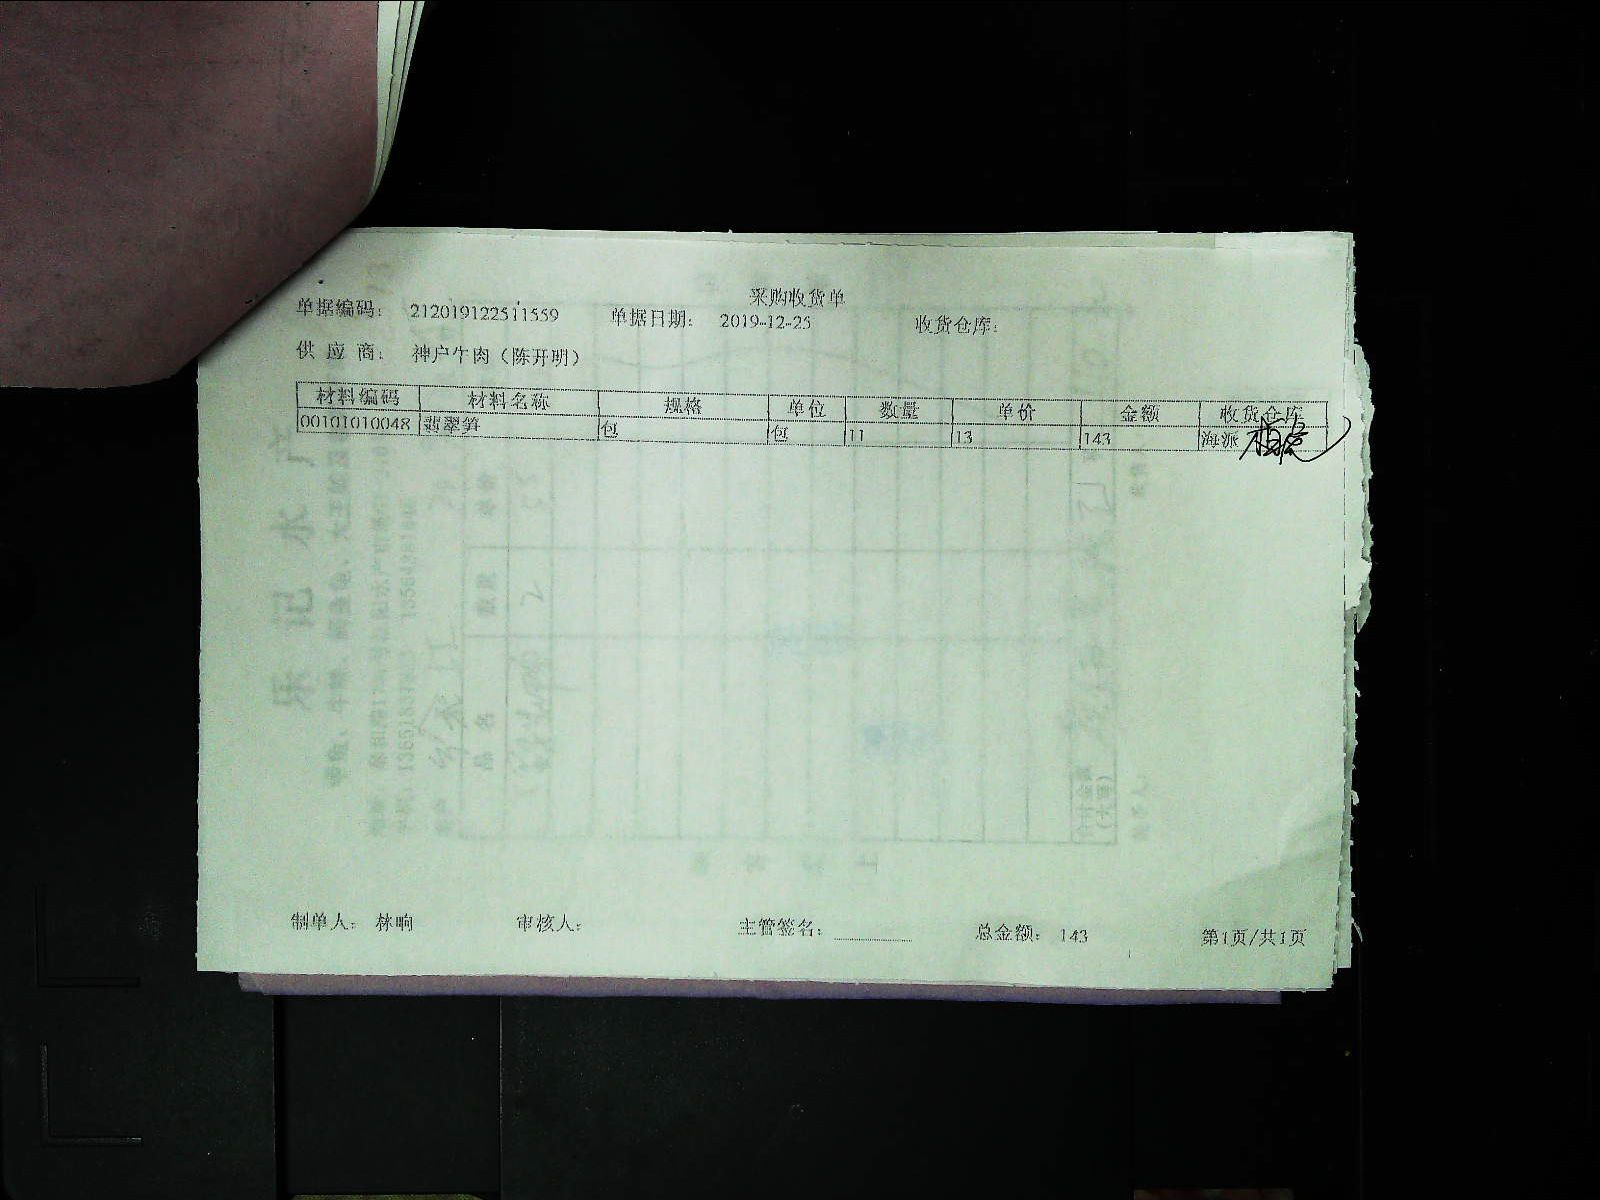 采购收货单
单据编码： 212019122511559 单据日期： 2019-12-25 收货仓库：
供 应 商： 神户牛肉（陈开明）
材料编码 材料名称 规格 单位 数量 单价 金额 收货仓库
00101010048 翡翠笋 包 包 11 13 143 海派
制单人： 林晌 审核人： 主管签名： 总金额： 143 第1页/共1页